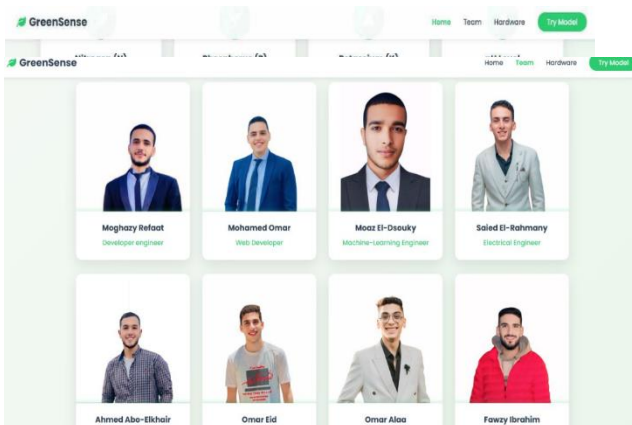 GreenSense
Home Team Hardware Try Model
GreenSense
Home Team Hardware Try Model
Moghazy Refaat
Mohamed Omar
Moaz El-Dsouky
Saied El-Rahmany
Developer engineer
Web Developer
Machine-Learning Engineer
Electrical Engineer
Ahmed Abo-Elkhair
Omar Eid
Omar Alaa
Fawzy Ibrahim